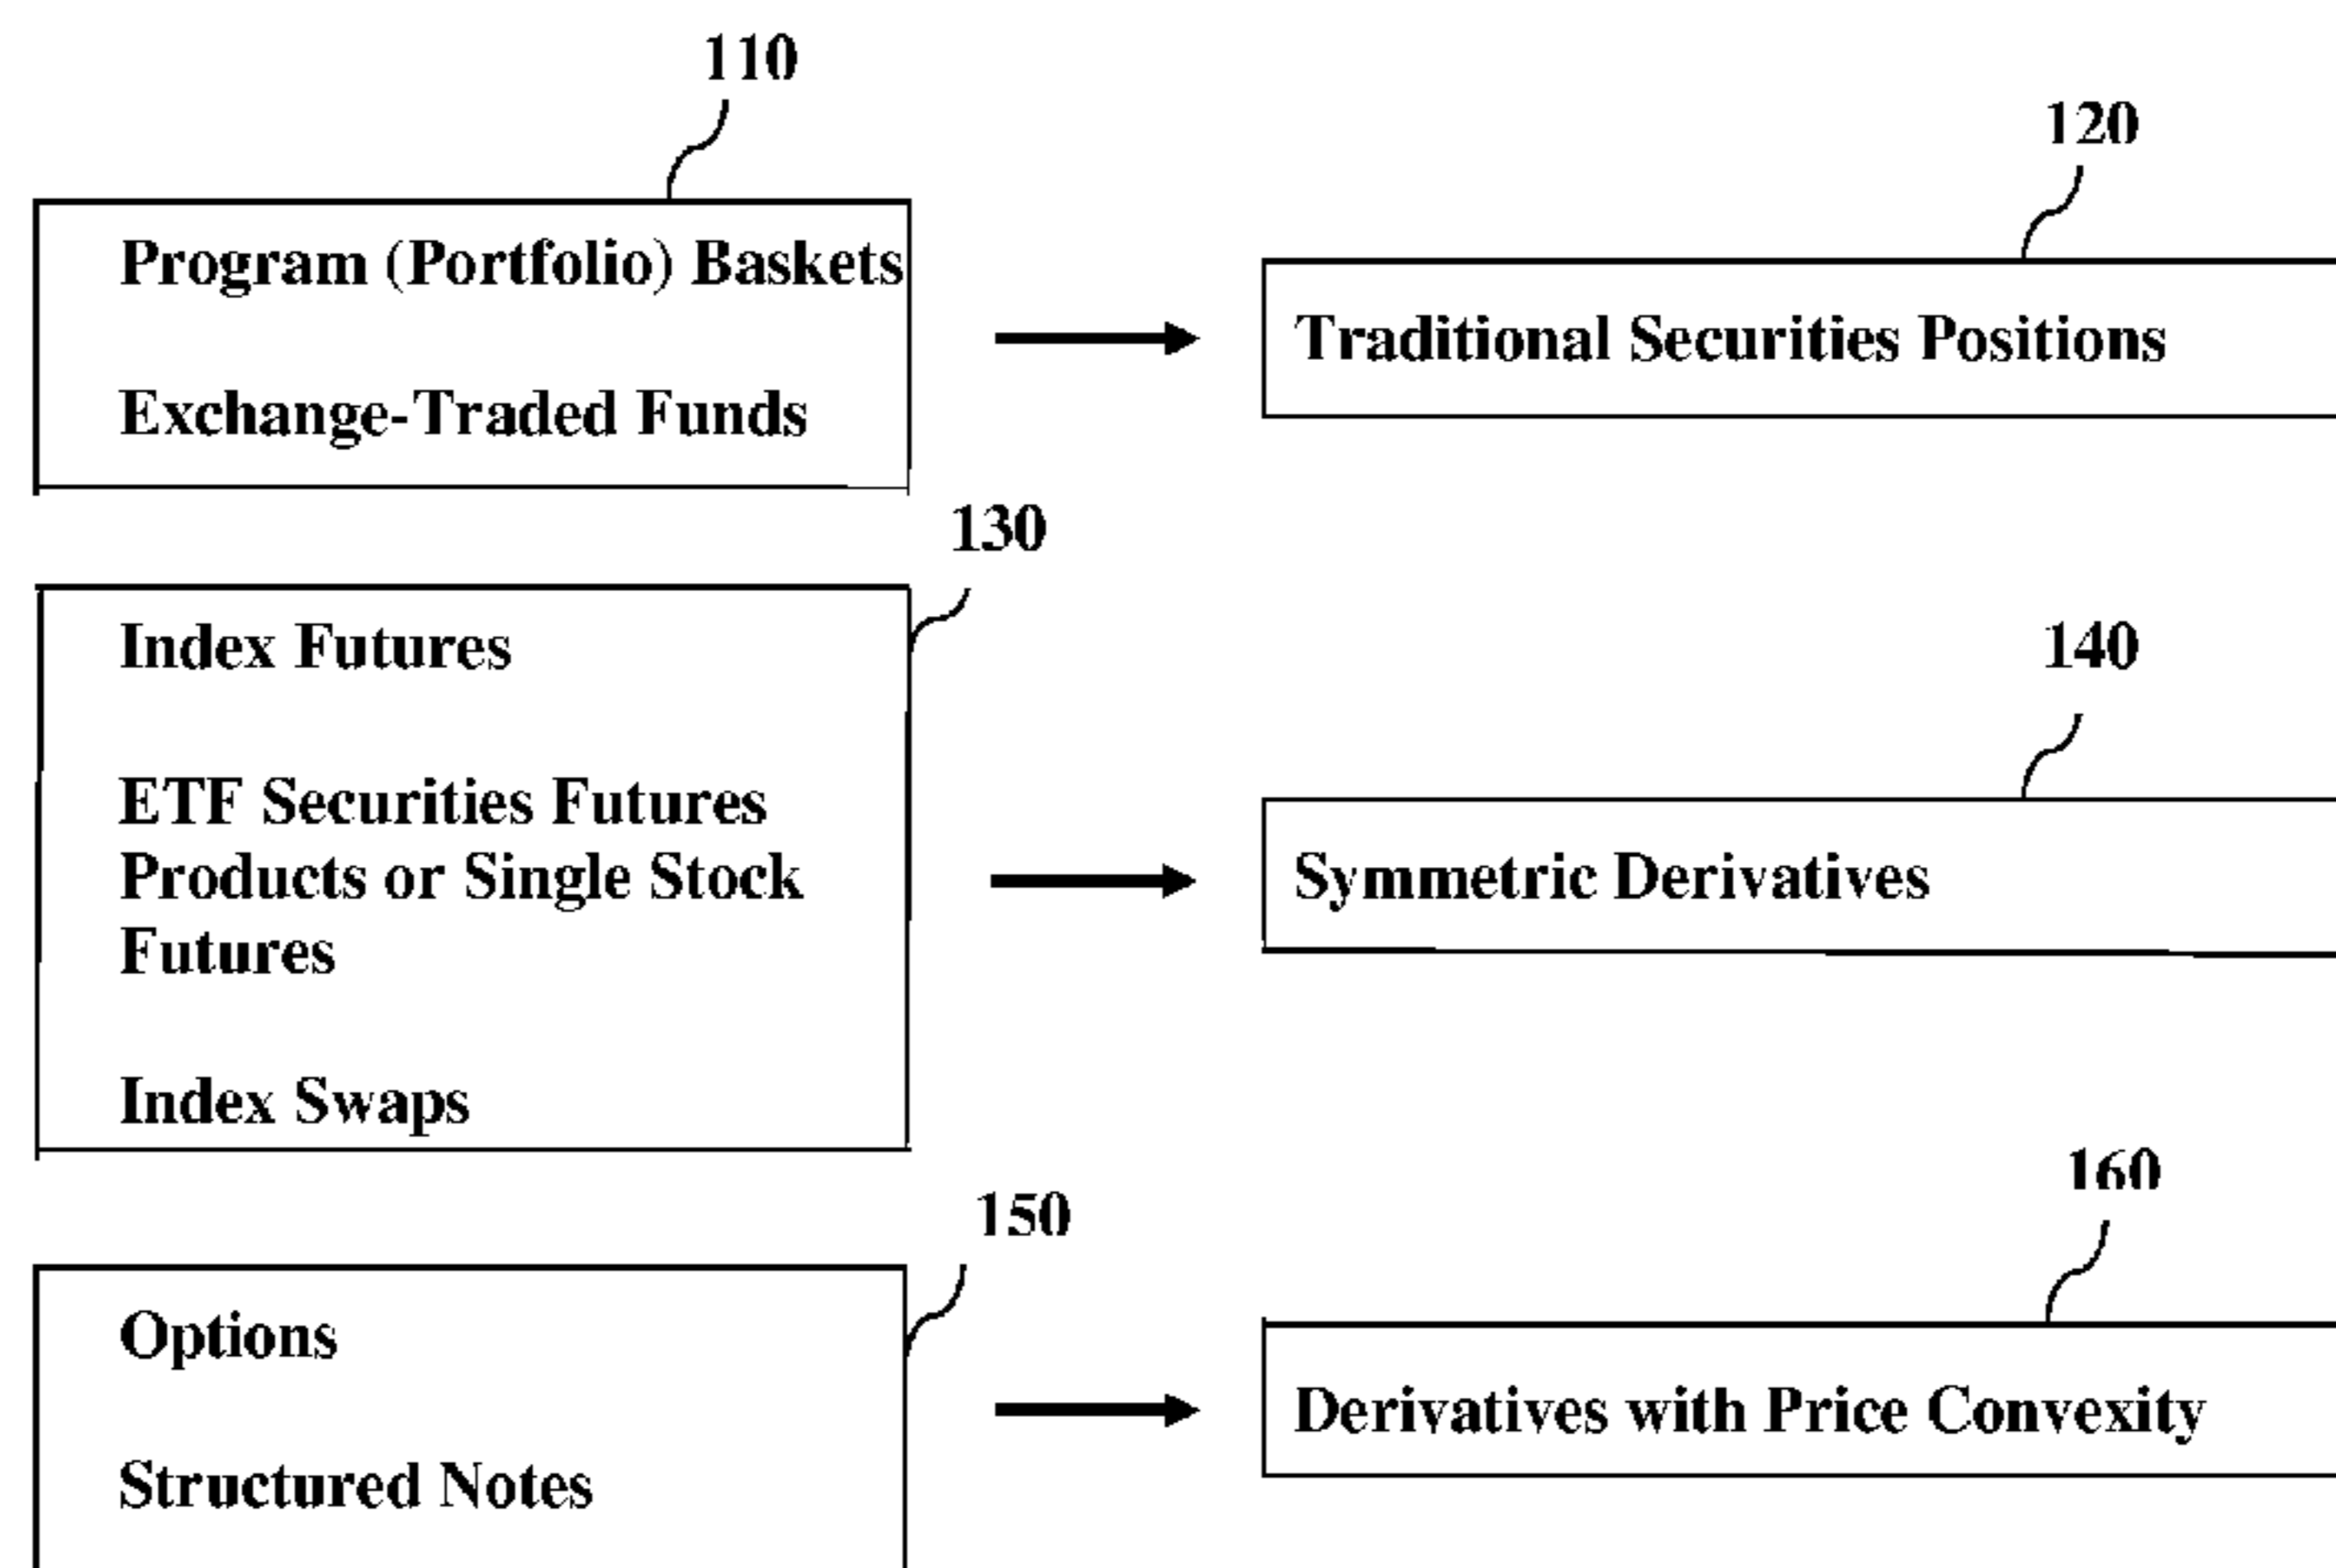 110
120
Program (Portfolio) Baskets
Traditional Securities Positions
Exchange-Traded Funds
130
Index Futures
140
ETF Securities Futures
Products or Single Stock
Futures
Symmetric Derivatives
Index Swaps
160
150
Options
Derivatives with Price Convexity
Structured Notes